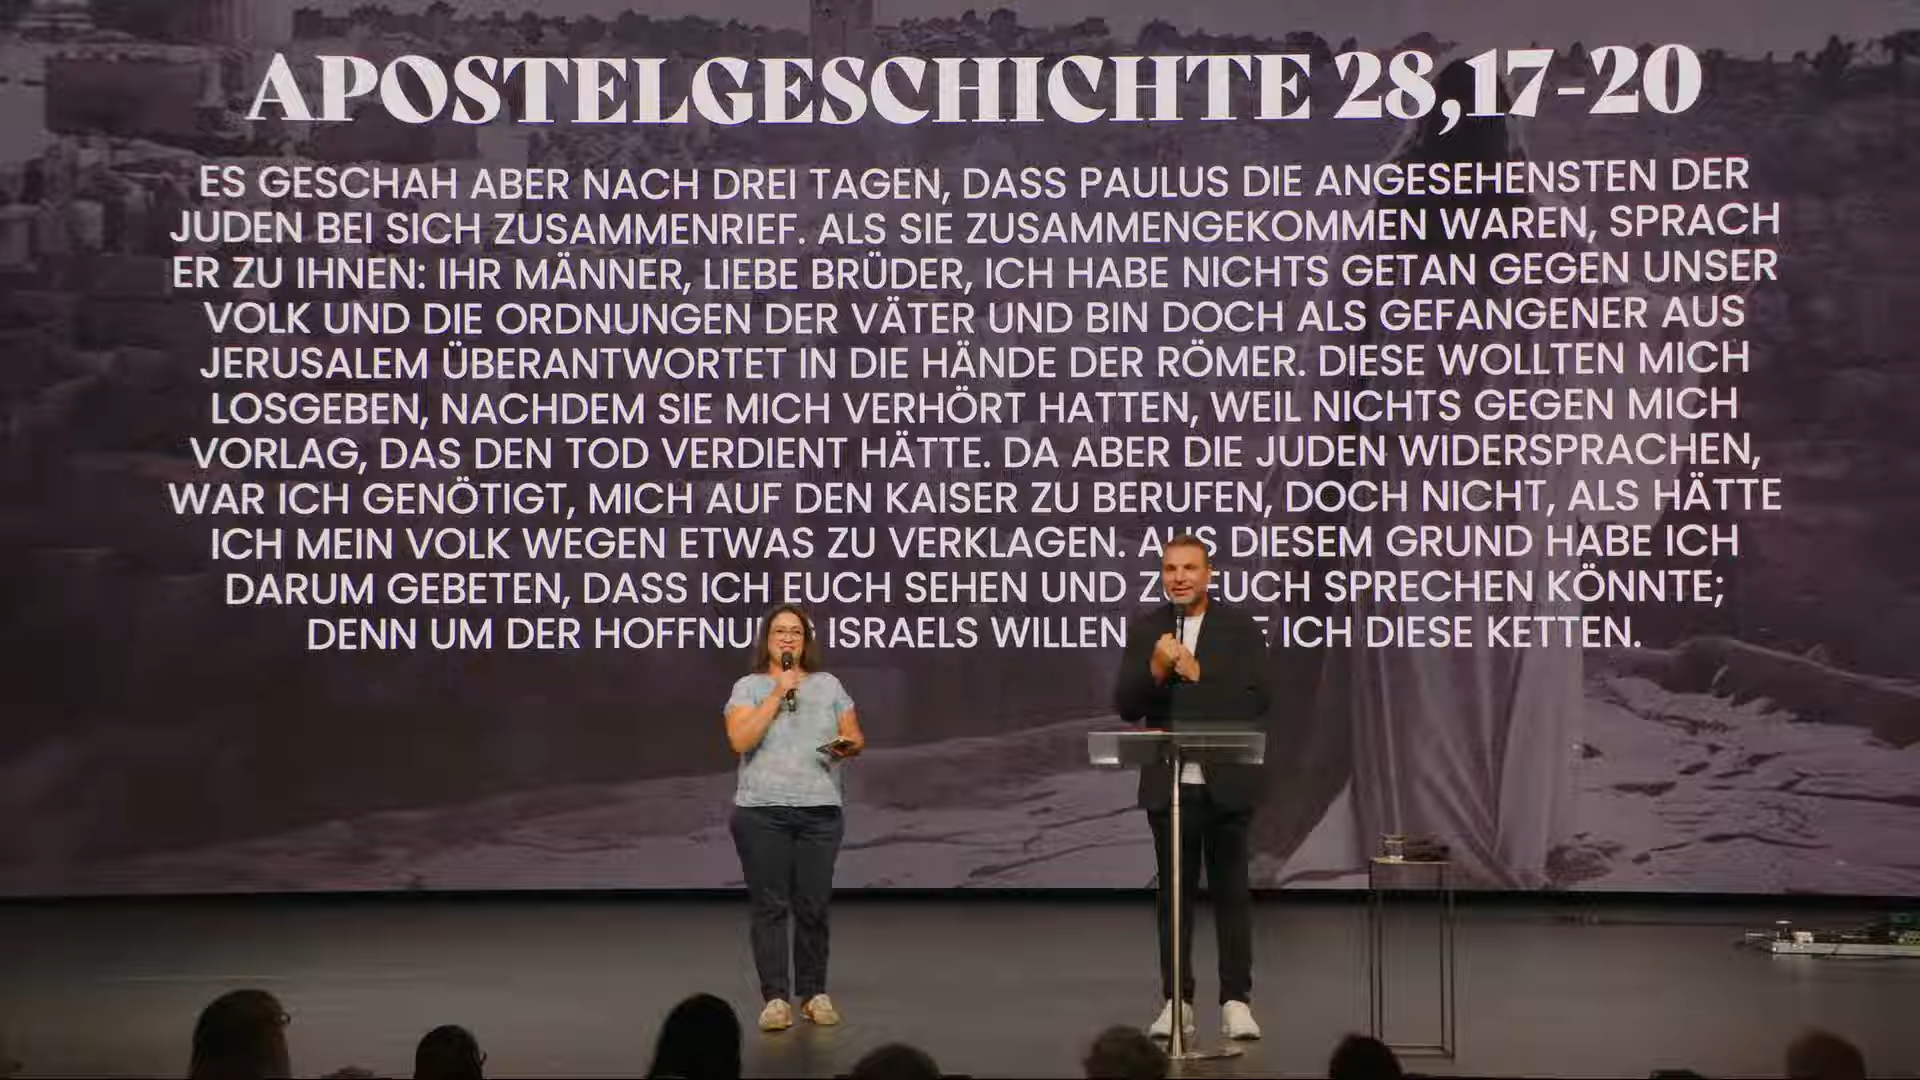 APOSTELGESCHICHTE 28,17-20
ES GESCHAH ABER NACH DREI TAGEN, DASS PAULUS DIE ANGESEHENSTEN DER
JUDEN BEI SICH ZUSAMMENRIEF. ALS SIE ZUSAMMENGEKOMMEN WAREN, SPRACH
ER ZU IHNEN: IHR MÄNNER, LIEBE BRÜDER, ICH HABE NICHTS GETAN GEGEN UNSER
VOLK UND DIE ORDNUNGEN DER VÄTER UND BIN DOCH ALS GEFANGENER AUS
JERUSALEM ÜBERANTWORTET IN DIE HÄNDE DER RÖMER. DIESE WOLLTEN MICH
LOSGEBEN, NACHDEM SIE MICH VERHÖRT HATTEN, WEIL NICHTS GEGEN MICH
VORLAG, DAS DEN TOD VERDIENT HÄTTE. DA ABER DIE JUDEN WIDERSPRACHEN,
WAR ICH GENÖTIGT, MICH AUF DEN KAISER ZU BERUFEN, DOCH NICHT, ALS HÄTTE
ICH MEIN VOLK WEGEN ETWAS ZU VERKLAGEN. AUS DIESEM GRUND HABE ICH
DARUM GEBETEN, DASS ICH EUCH SEHEN UND ZU EUCH SPRECHEN KÖNNTE;
DENN UM DER HOFFNUNG ISRAELS WILLEN ICH DIESE KETTEN.